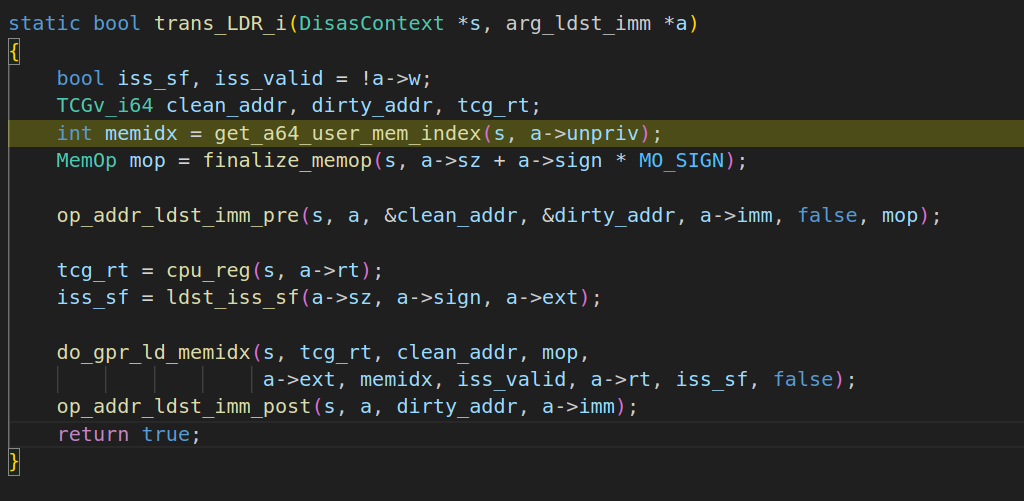 static bool trans_LDR_i(DisasContext *s, arg_ldst_imm *a)
{
    bool iss_sf, iss_valid = !a->w;
    TCGv_i64 clean_addr, dirty_addr, tcg_rt;
    int memidx = get_a64_user_mem_index(s, a->unpriv);
    MemOp mop = finalize_memop(s, a->sz + a->sign * MO_SIGN);

    op_addr_ldst_imm_pre(s, a, &clean_addr, &dirty_addr, a->imm, false, mop);

    tcg_rt = cpu_reg(s, a->rt);
    iss_sf = ldst_iss_sf(a->sz, a->sign, a->ext);

    do_gpr_ld_memidx(s, tcg_rt, clean_addr, mop,
                     a->ext, memidx, iss_valid, a->rt, iss_sf, false);
    op_addr_ldst_imm_post(s, a, dirty_addr, a->imm);
    return true;
}